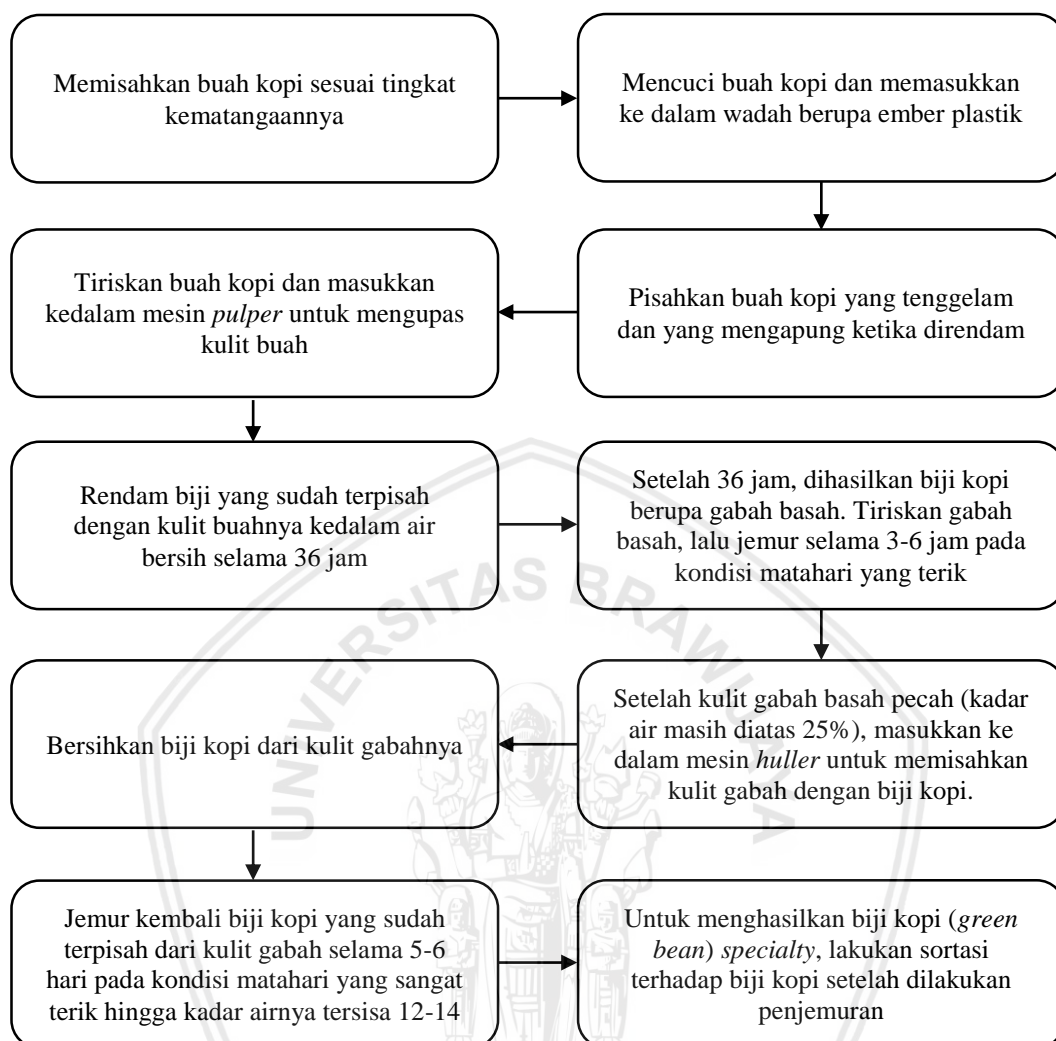 Memisahkan buah kopi sesuai tingkat
kematangaannya
Mencuci buah kopi dan memasukkan
ke dalam wadah berupa ember plastik
Pisahkan buah kopi yang tenggelam
dan yang mengapung ketika direndam
Tiriskan buah kopi dan masukkan
kedalam mesin pulper untuk mengupas
kulit buah
Rendam biji yang sudah terpisah
dengan kulit buahnya kedalam air
bersih selama 36 jam
Setelah 36 jam, dihasilkan biji kopi
berupa gabah basah. Tiriskan gabah
basah, lalu jemur selama 3-6 jam pada
kondisi matahari yang terik
Setelah kulit gabah basah pecah (kadar
air masih diatas 25%), masukkan ke
dalam mesin huller untuk memisahkan
kulit gabah dengan biji kopi.
Bersihkan biji kopi dari kulit gabahnya
Jemur kembali biji kopi yang sudah
terpisah dari kulit gabah selama 5-6
hari pada kondisi matahari yang sangat
terik hingga kadar airnya tersisa 12-14
Untuk menghasilkan biji kopi (green
bean) specialty, lakukan sortasi
terhadap biji kopi setelah dilakukan
penjemuran
UNIVERSITAS BRAWIJAYA